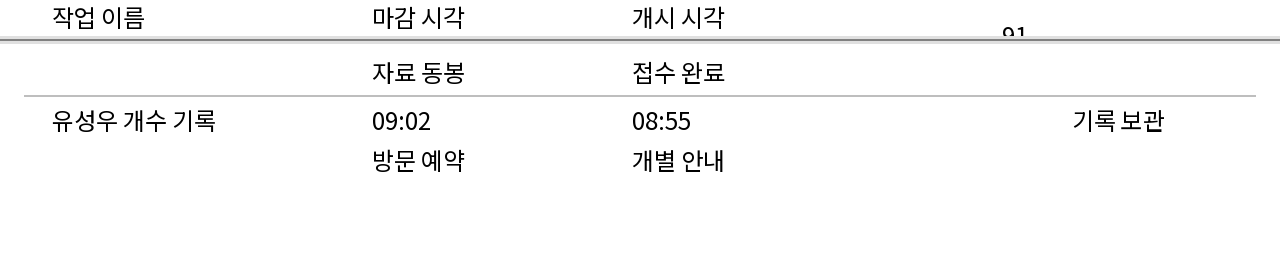 작업 이름 마감 시각 개시 시각
자료 동봉 접수 완료
유성우 개수 기록 09:02 08:55 기록 보관
방문 예약 개별 안내